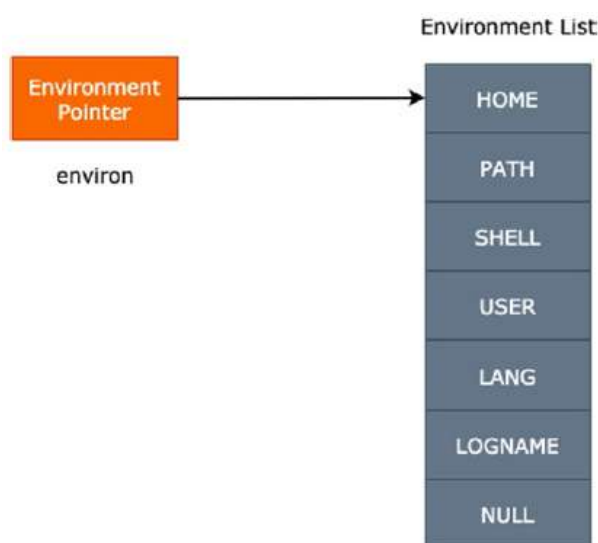 Environment List
Environment
Pointer
environ
HOME
PATH
SHELL
USER
LANG
LOGNAME
NULL